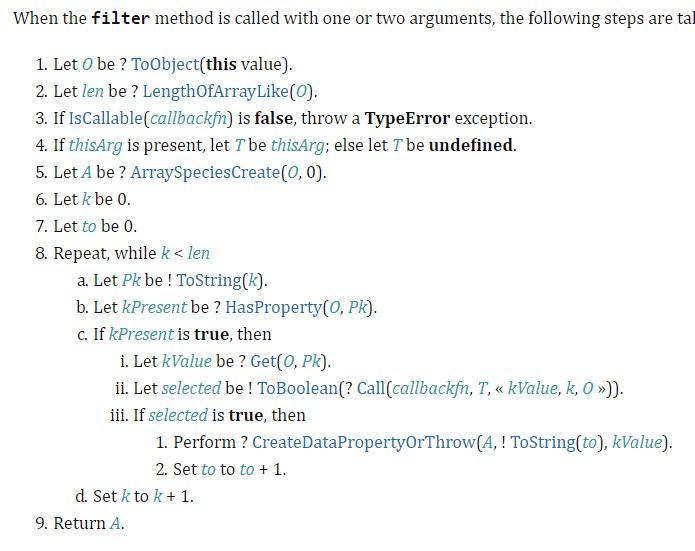 When the filter method is called with one or two arguments, the following steps are
1. Let O be ? ToObject(this value).
2. Let len be ? LengthOfArrayLike(O).
3. If IsCallable(callbackfn) is false, throw a TypeError exception.
4. If thisArg is present, let T be thisArg; else let T be undefined.
5. Let A be ? ArraySpeciesCreate(O, 0).
6. Let k be 0.
7. Let to be 0.
8. Repeat, while k < len
a. Let Pk be ! ToString(k).
b. Let kPresent be ? HasProperty(O, Pk).
c. If kPresent is true, then
i. Let kValue be ? Get(O, Pk).
ii. Let selected be ! ToBoolean(? Call(callbackfn, T, « kValue, k, O »)).
iii. If selected is true, then
1. Perform ? CreateDataPropertyOrThrow(A, ! ToString(to), kValue).
2. Set to to to + 1.
d. Set k to k + 1.
9. Return A.